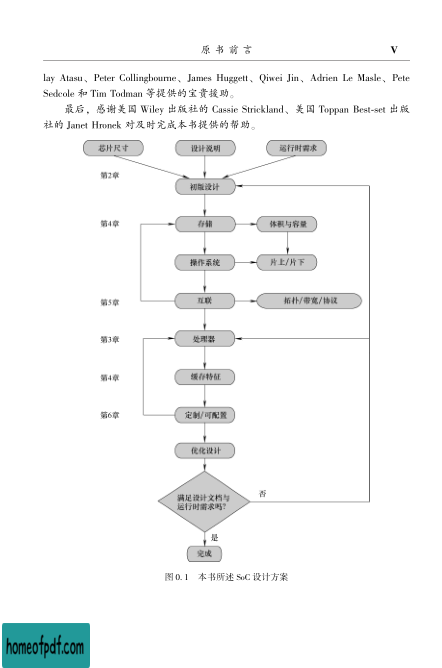 原书前言 V
lay Atasu、Peter Collingbourne、James Huggett、Qiwei Jin、Adrien Le Masle、Pete
Sedcole 和 Tim Todman 等提供的宝贵援助。
最后，感谢美国 Wiley 出版社的 Cassie Strickland、美国 Toppan Best-set 出版
社的 Janet Hronek 对及时完成本书提供的帮助。
芯片尺寸 设计说明 运行时需求
第2章
初版设计
第4章 存储 体积与容量
操作系统 片上/片下
第5章 互联 拓扑/带宽/协议
第3章 处理器
第4章 缓存特征
第6章 定制/可配置
优化设计
满足设计文档与
运行时需求吗?
否
是
完成
图 0.1 本书所述 SoC 设计方案
homeofpdf.com